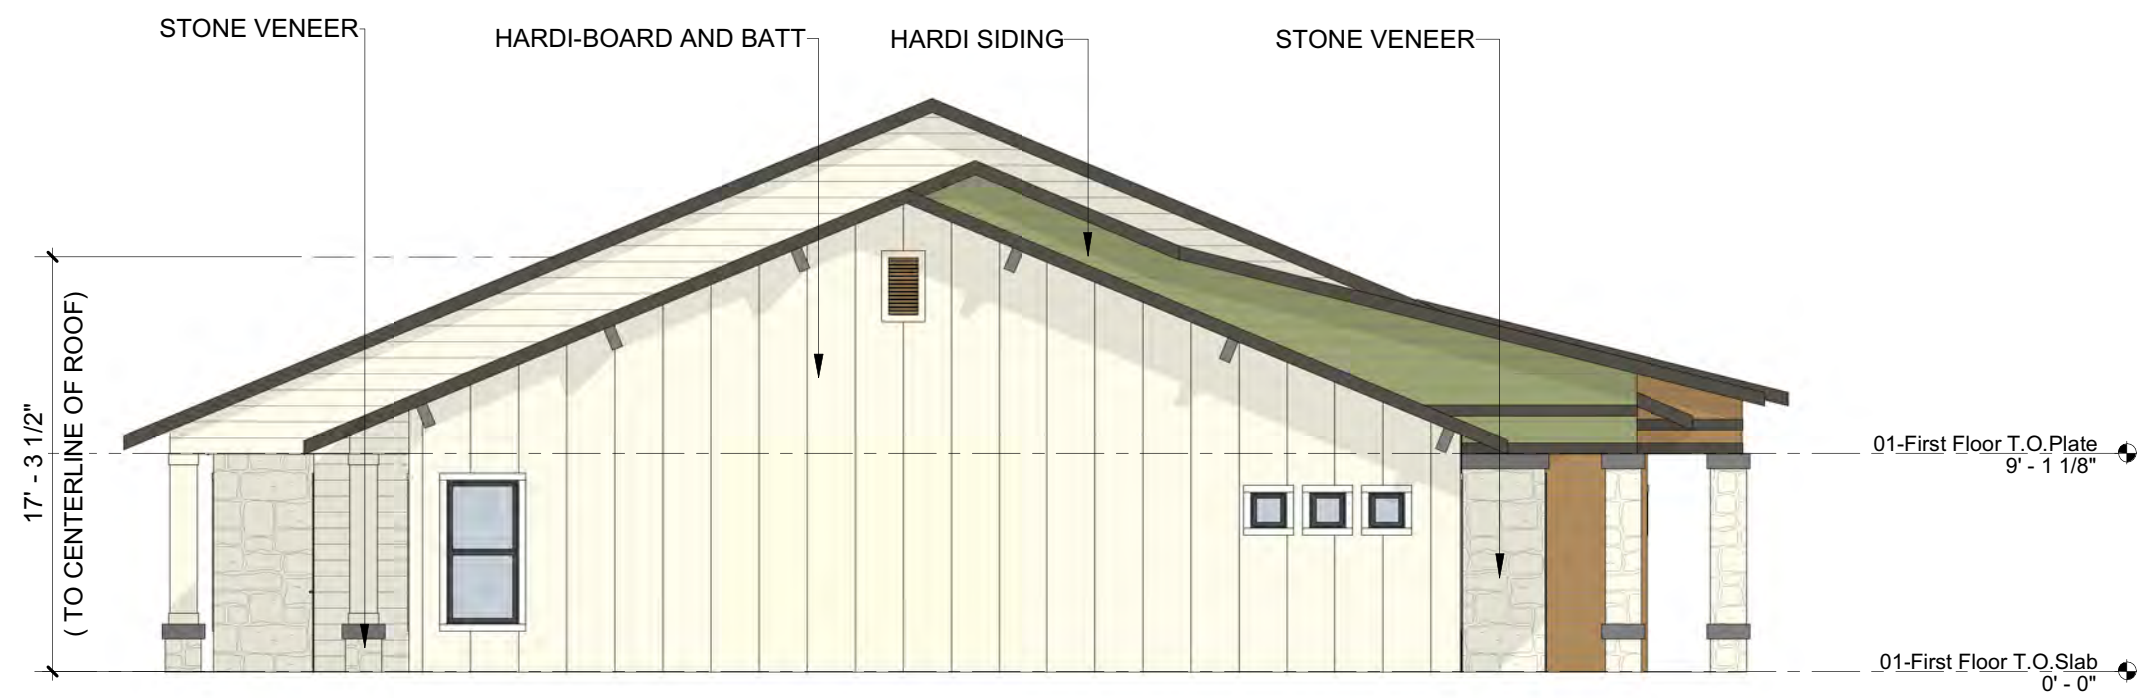 STONE VENEER
HARDI-BOARD AND BATT
HARDI SIDING
STONE VENEER
17' - 3 1/2"
( TO CENTERLINE OF ROOF)
01-First Floor T.O.Plate
9' - 1 1/8"
01-First Floor T.O.Slab
0' - 0"